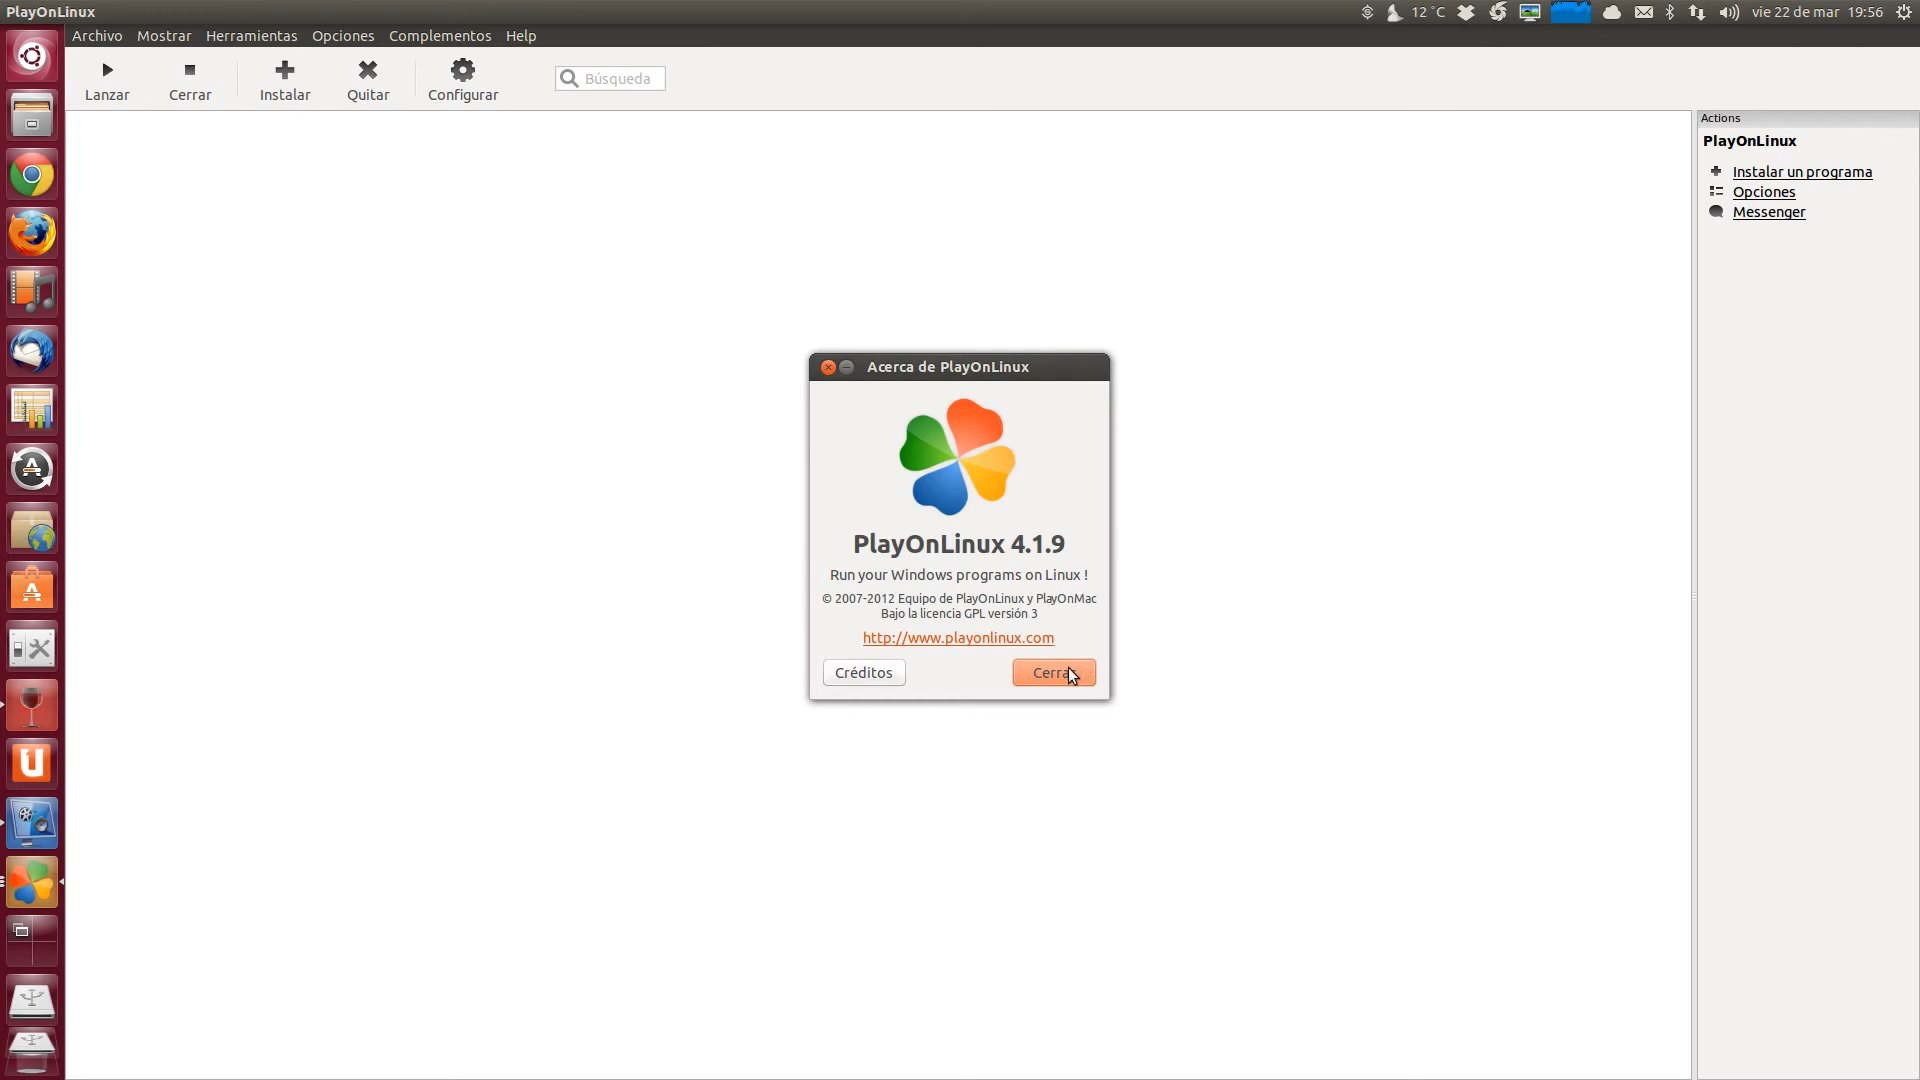 PlayOnLinux
12 °C
vie 22 de mar 19:56
Archivo Mostrar Herramientas Opciones Complementos Help
Lanzar Cerrar Instalar Quitar Configurar
Búsqueda
Actions
PlayOnLinux
Instalar un programa
Opciones
Messenger
Acerca de PlayOnLinux
PlayOnLinux 4.1.9
Run your Windows programs on Linux !
© 2007-2012 Equipo de PlayOnLinux y PlayOnMac
Bajo la licencia GPL versión 3
http://www.playonlinux.com
Créditos
Cerrar